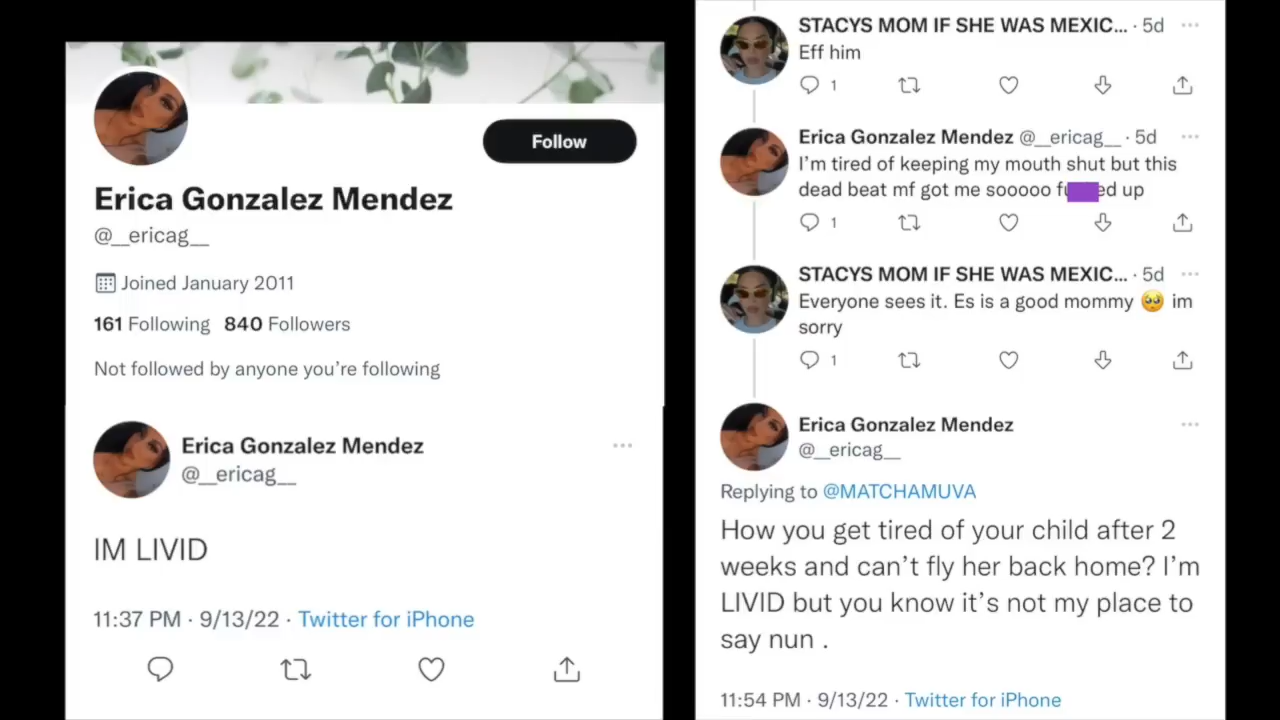 Follow
Erica Gonzalez Mendez
@__ericag__
Joined January 2011
161 Following 840 Followers
Not followed by anyone you're following
Erica Gonzalez Mendez
@__ericag__
IM LIVID
11:37 PM · 9/13/22 · Twitter for iPhone
STACYS MOM IF SHE WAS MEXIC... · 5d
Eff him
1
Erica Gonzalez Mendez @__ericag__ · 5d
I'm tired of keeping my mouth shut but this
dead beat mf got me sooooo f ed up
1
STACYS MOM IF SHE WAS MEXIC... · 5d
Everyone sees it. Es is a good mommy 🥺 im
sorry
1
Erica Gonzalez Mendez
@__ericag__
Replying to @MATCHAMUVA
How you get tired of your child after 2
weeks and can't fly her back home? I'm
LIVID but you know it's not my place to
say nun .
11:54 PM · 9/13/22 · Twitter for iPhone